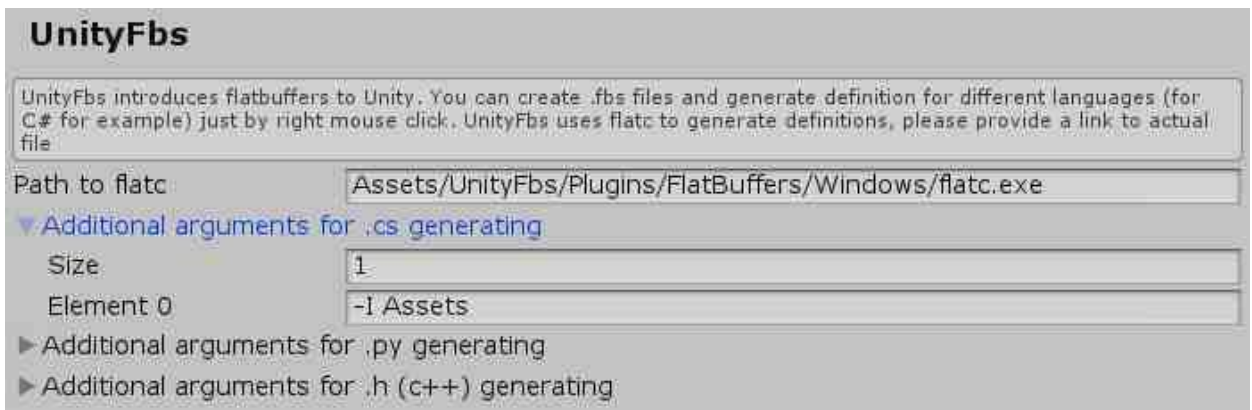 UnityFbs
UnityFbs introduces flatbuffers to Unity. You can create .fbs files and generate definition for different languages (for
C# for example) just by right mouse click. UnityFbs uses flatc to generate definitions, please provide a link to actual
file
Path to flatc Assets/UnityFbs/Plugins/FlatBuffers/Windows/flatc.exe
Additional arguments for .cs generating
Size 1
Element 0 -I Assets
Additional arguments for .py generating
Additional arguments for .h (c++) generating